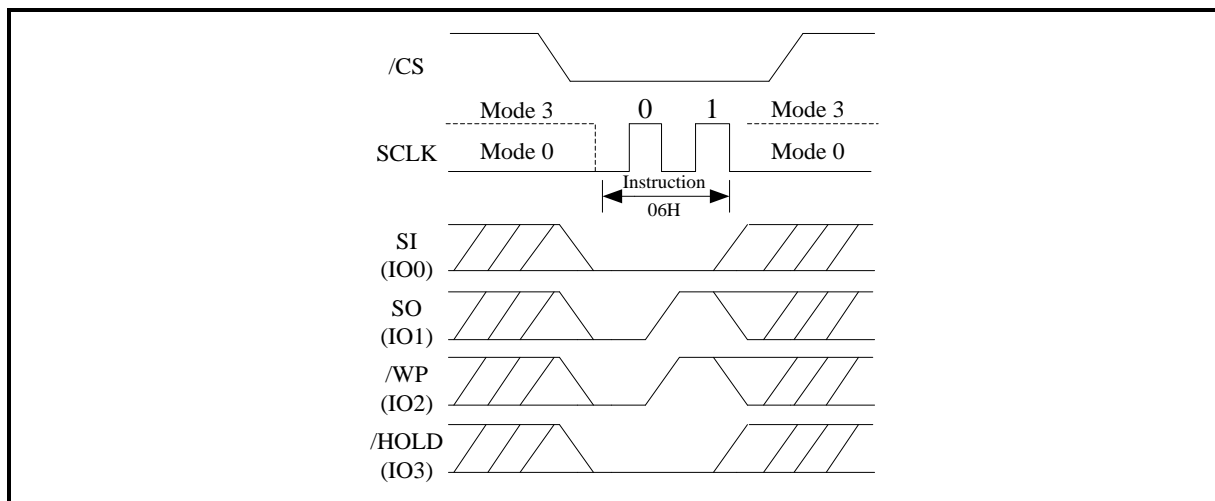 /CS
Mode 3 0 1 Mode 3
SCLK Mode 0 Mode 0
Instruction
06H
SI
(IO0)
SO
(IO1)
/WP
(IO2)
/HOLD
(IO3)